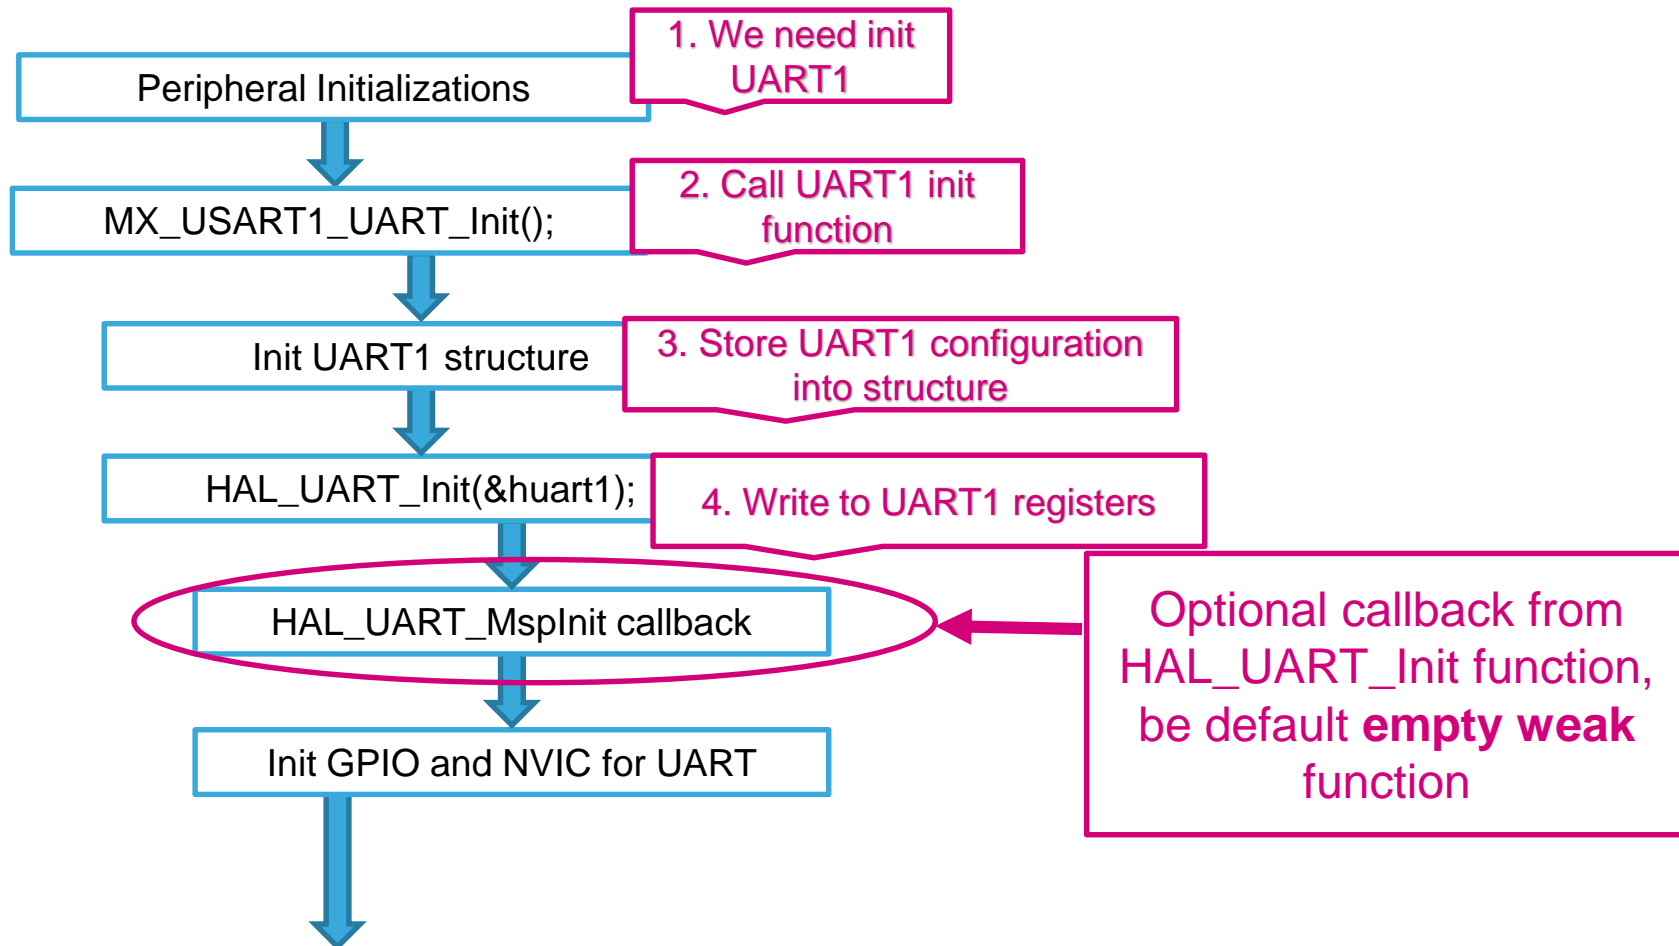 1. We need init
UART1
Peripheral Initializations
2. Call UART1 init
function
MX_USART1_UART_Init();
3. Store UART1 configuration
into structure
Init UART1 structure
HAL_UART_Init(&huart1);
4. Write to UART1 registers
HAL_UART_MspInit callback
Optional callback from
HAL_UART_Init function,
be default empty weak
function
Init GPIO and NVIC for UART